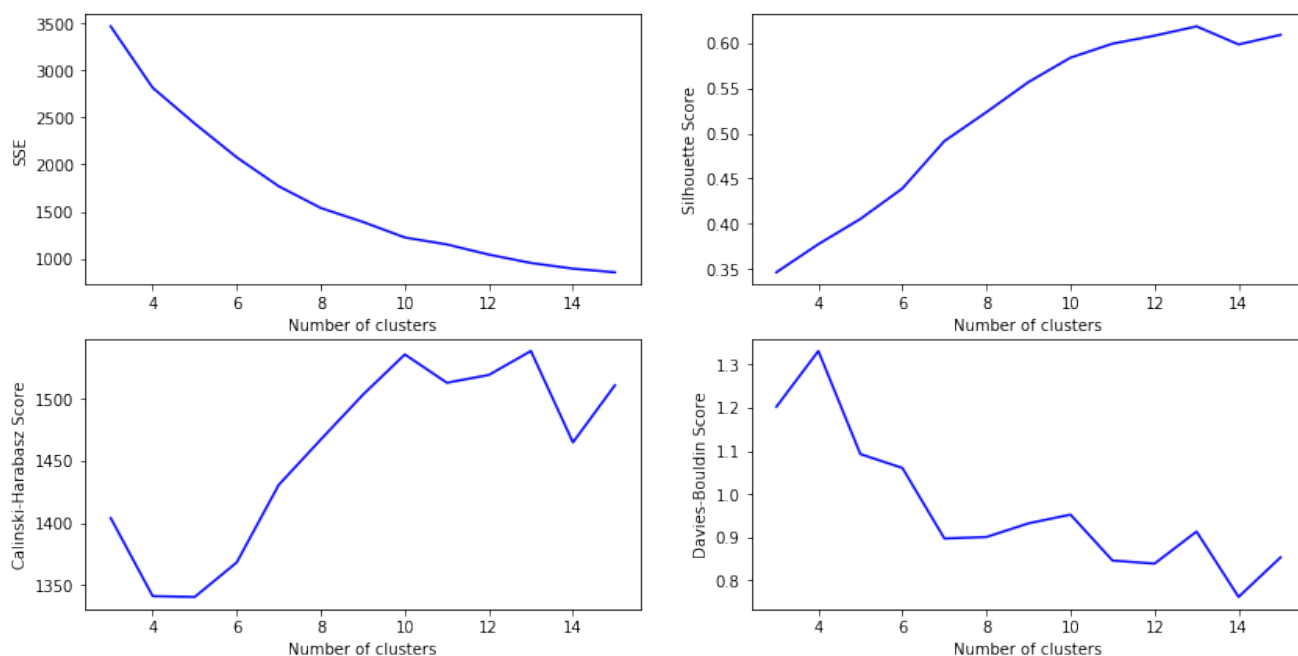 3500
3000
2500
2000
1500
1000
SSE
4 6 8 10 12 14
Number of clusters
0.60
0.55
0.50
0.45
0.40
0.35
Silhouette Score
4 6 8 10 12 14
Number of clusters
1500
1450
1400
1350
Calinski-Harabasz Score
4 6 8 10 12 14
Number of clusters
1.3
1.2
1.1
1.0
0.9
0.8
Davies-Bouldin Score
4 6 8 10 12 14
Number of clusters